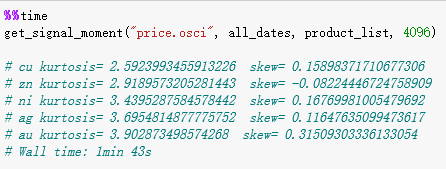 %%time
get_signal_moment("price.osci", all_dates, product_list, 4096)
# cu kurtosis= 2.5923993455913226  skew= 0.15898371710677306
# zn kurtosis= 2.9189573205281443  skew= -0.08224446724758909
# ni kurtosis= 3.4395287584578442  skew= 0.16769981005479692
# ag kurtosis= 3.6954814877775752  skew= 0.11647635099473617
# au kurtosis= 3.902873498574268  skew= 0.31509303336133054
# Wall time: 1min 43s